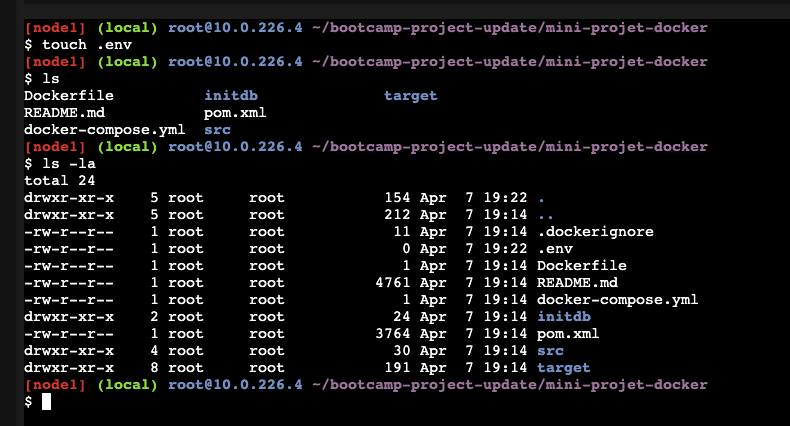 [node1] (local) root@10.0.226.4 ~/bootcamp-project-update/mini-projet-docker
$ touch .env
[node1] (local) root@10.0.226.4 ~/bootcamp-project-update/mini-projet-docker
$ ls
Dockerfile          initdb              target
README.md           pom.xml
docker-compose.yml  src
[node1] (local) root@10.0.226.4 ~/bootcamp-project-update/mini-projet-docker
$ ls -la
total 24
drwxr-xr-x    5 root     root           154 Apr  7 19:22 .
drwxr-xr-x    5 root     root           212 Apr  7 19:14 ..
-rw-r--r--    1 root     root            11 Apr  7 19:14 .dockerignore
-rw-r--r--    1 root     root             0 Apr  7 19:22 .env
-rw-r--r--    1 root     root             1 Apr  7 19:14 Dockerfile
-rw-r--r--    1 root     root          4761 Apr  7 19:14 README.md
-rw-r--r--    1 root     root             1 Apr  7 19:14 docker-compose.yml
drwxr-xr-x    2 root     root            24 Apr  7 19:14 initdb
-rw-r--r--    1 root     root          3764 Apr  7 19:14 pom.xml
drwxr-xr-x    4 root     root            30 Apr  7 19:14 src
drwxr-xr-x    8 root     root           191 Apr  7 19:14 target
[node1] (local) root@10.0.226.4 ~/bootcamp-project-update/mini-projet-docker
$